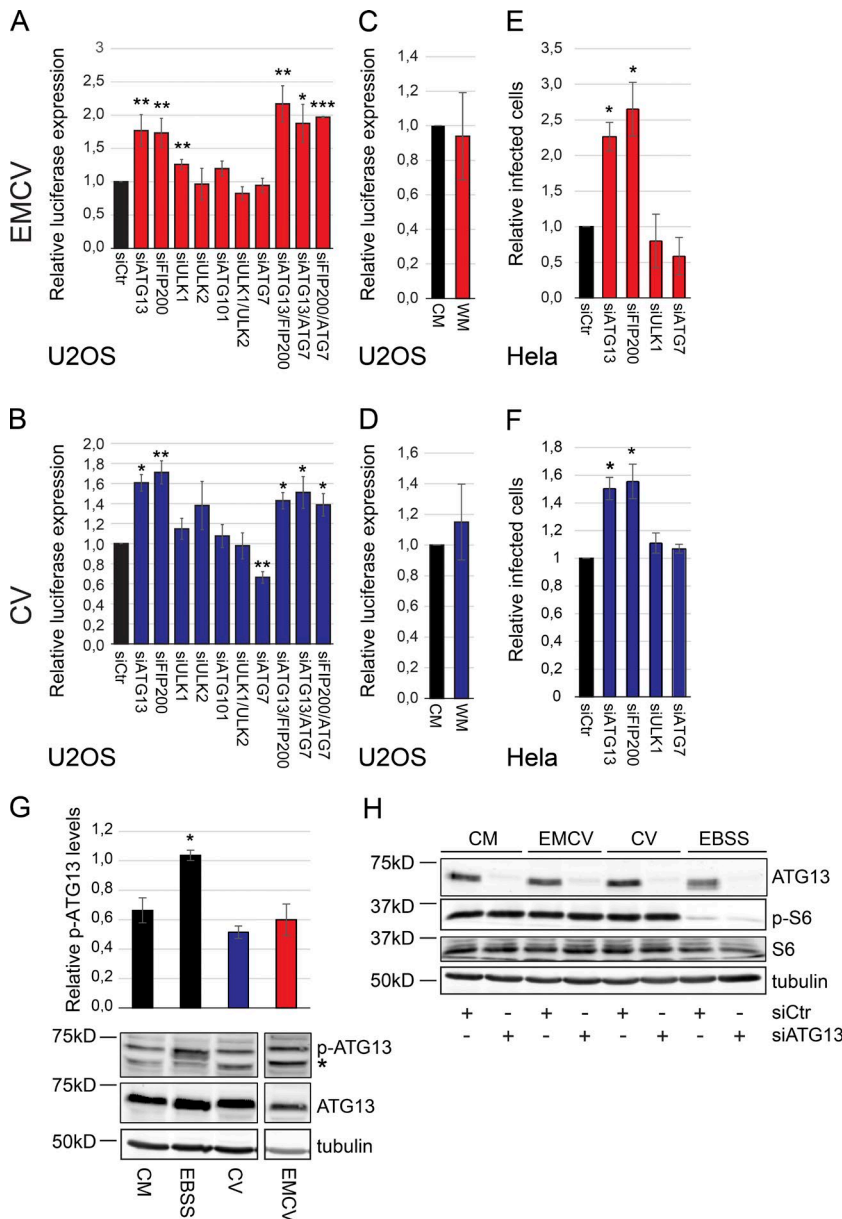 A
EMCV
Relative luciferase expression
3
2,5
2,0
1,5
1,0
0,5
0,0
** ** ** ** * ***
siCtr
siATG13
siFIP200
siULK1
siULK2
siATG101
siULK1/ULK2
siATG7
siATG13/FIP200
siATG13/ATG7
siFIP200/ATG7
U2OS
C
Relative luciferase expression
1,4
1,2
1,0
0,8
0,6
0,4
0,2
0,0
CM
WM
U2OS
E
Relative infected cells
3,5
3,0
2.5
2,0
1,5
1,0
0,5
0
* *
siCtr
siATG13
siFIP200
siULK1
siATG7
Hela
B
CV
Relative luciferase expression
2,0
1,8
1,6
1,4
1,2
1,0
0,8
0,6
0,4
0,2
0,0
* ** ** * * *
siCtr
siATG13
siFIP200
siULK1
siULK2
siATG101
siULK1/ULK2
siATG7
siATG13/FIP200
siATG13/ATG7
siFIP200/ATG7
U2OS
D
Relative luciferase expression
1,6
1,4
1,2
1,0
0,8
0,6
0,4
0,2
0,0
CM
WM
U2OS
F
Relative infected cells
1.8
1.6
1.4
1.2
1
0.8
0.6
0.4
0.2
0
* *
siCtr
siATG13
siFIP200
siULK1
siATG7
Hela
G
Relative p-ATG13 levels
1,2
1,0
0,8
0,6
0,4
0,2
0,0
*
75kD
p-ATG13
*
75kD
ATG13
50kD
tubulin
CM
EBSS
CV
EMCV
H
CM EMCV CV EBSS
75kD
ATG13
37kD
p-S6
37kD
S6
50kD
tubulin
+ - + - + - + - siCtr
- + - + - + - + siATG13